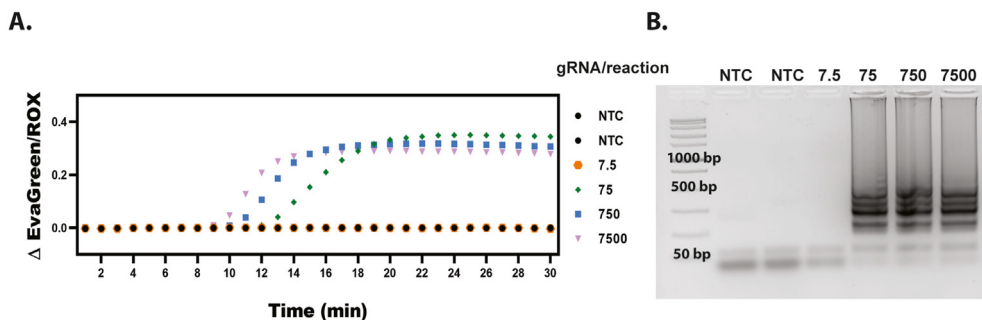 A.
Δ EvaGreen/ROX
0.4
0.2
0.0
2 4 6 8 10 12 14 16 18 20 22 24 26 28 30
Time (min)
gRNA/reaction
NTC
NTC
7.5
75
750
7500
B.
NTC NTC 7.5 75 750 7500
1000 bp
500 bp
50 bp